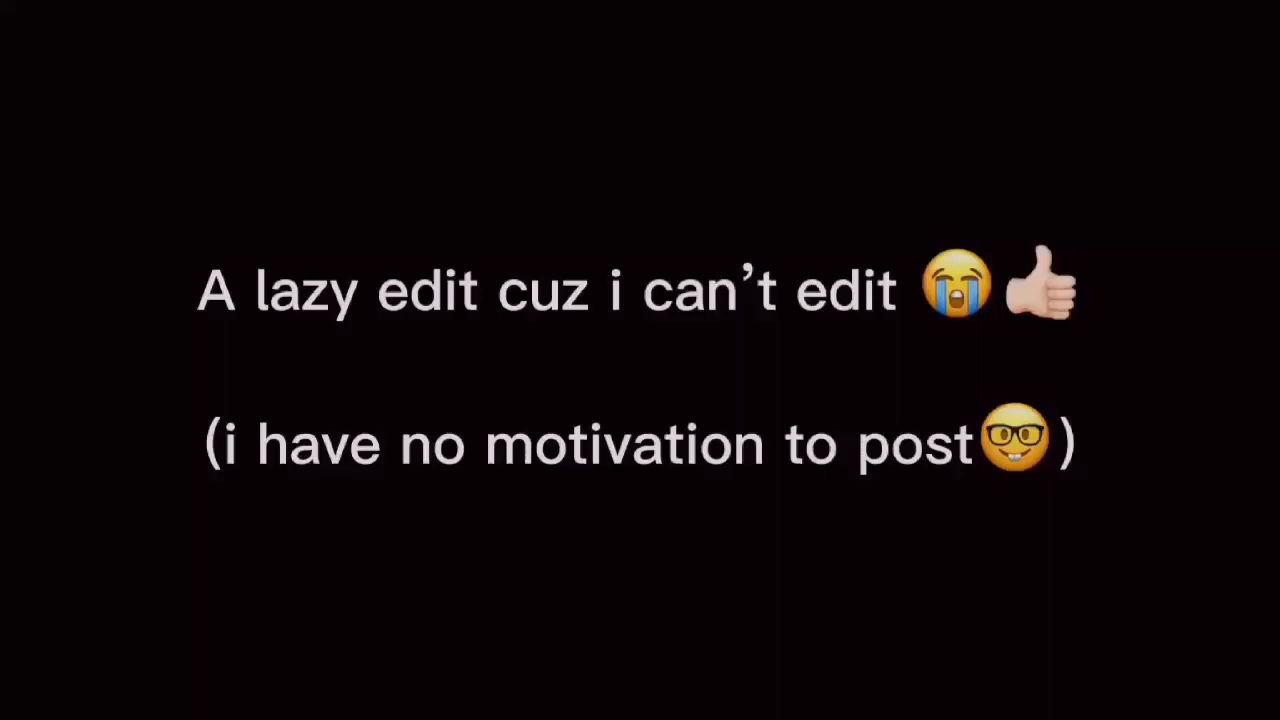 A lazy edit cuz i can’t edit 😭👍🏻
(i have no motivation to post🤓)